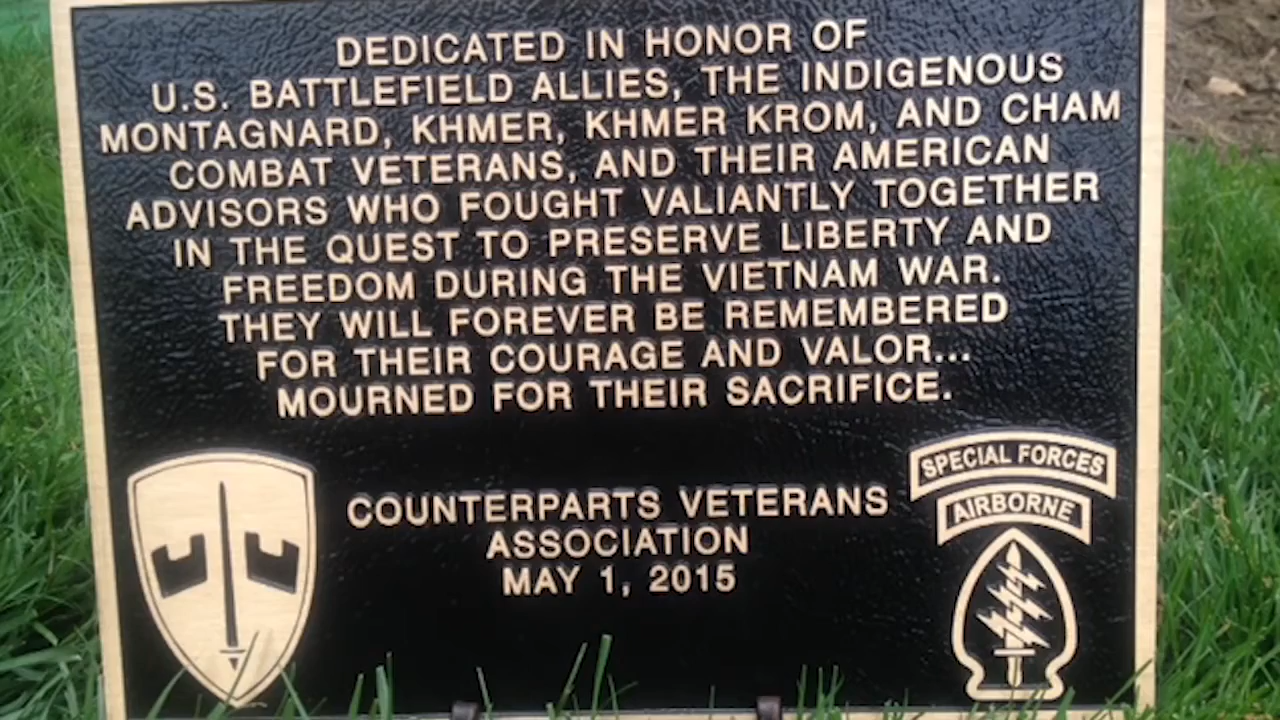 DEDICATED IN HONOR OF
U.S. BATTLEFIELD ALLIES, THE INDIGENOUS
MONTAGNARD, KHMER, KHMER KROM, AND CHAM
COMBAT VETERANS, AND THEIR AMERICAN
ADVISORS WHO FOUGHT VALIANTLY TOGETHER
IN THE QUEST TO PRESERVE LIBERTY AND
FREEDOM DURING THE VIETNAM WAR.
THEY WILL FOREVER BE REMEMBERED
FOR THEIR COURAGE AND VALOR...
MOURNED FOR THEIR SACRIFICE.
COUNTERPARTS VETERANS
ASSOCIATION
MAY 1, 2015
SPECIAL FORCES
AIRBORNE